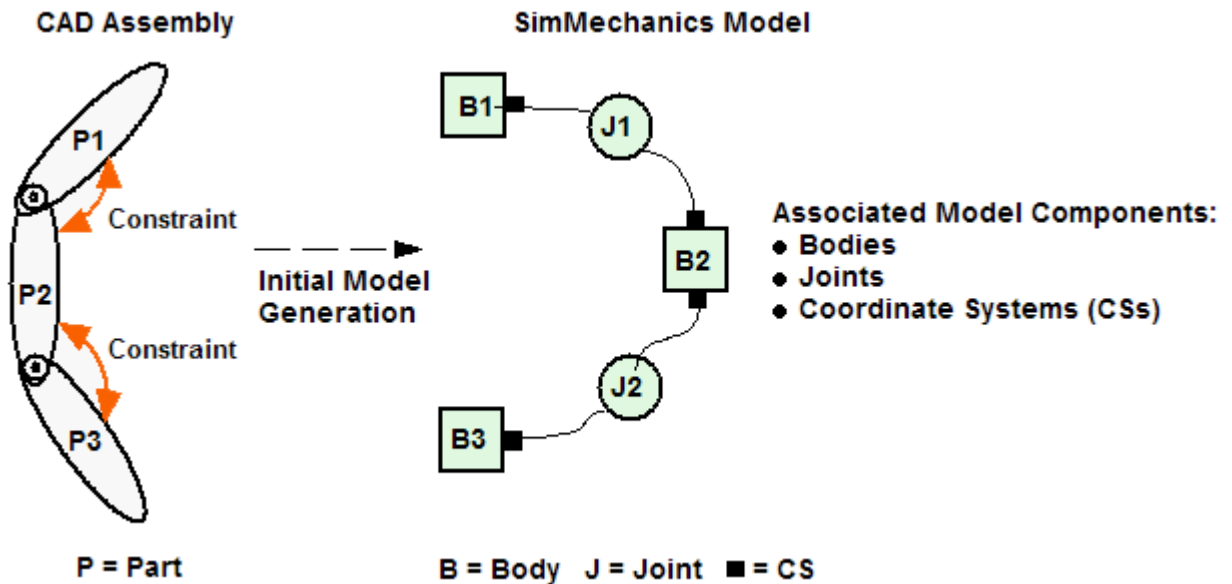 CAD Assembly
SimMechanics Model
P1
Constraint
P2
Constraint
P3
Initial Model
Generation
B1
J1
B2
J2
B3
Associated Model Components:
● Bodies
● Joints
● Coordinate Systems (CSs)
P = Part
B = Body J = Joint ■ = CS